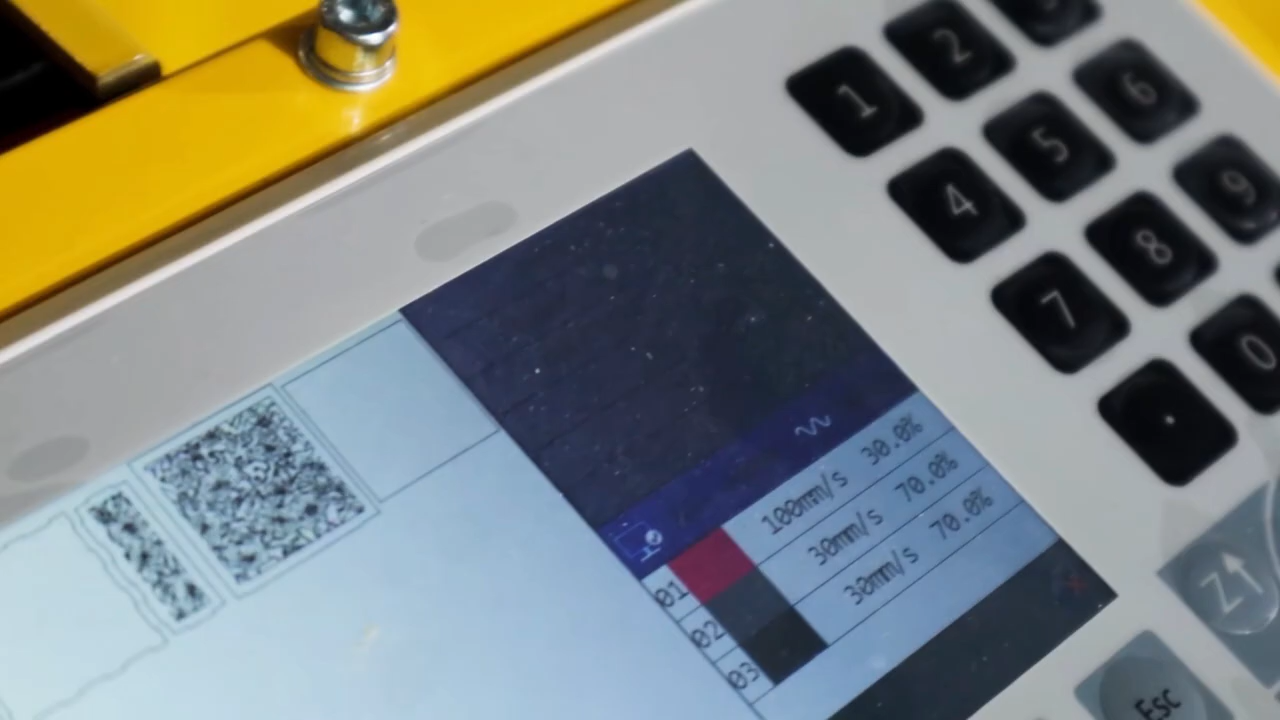 1 2 3
4 5 6
7 8 9
. 0
01 100mm/s 30.0%
02 30mm/s 70.0%
03 30mm/s 70.0%
Z
Esc